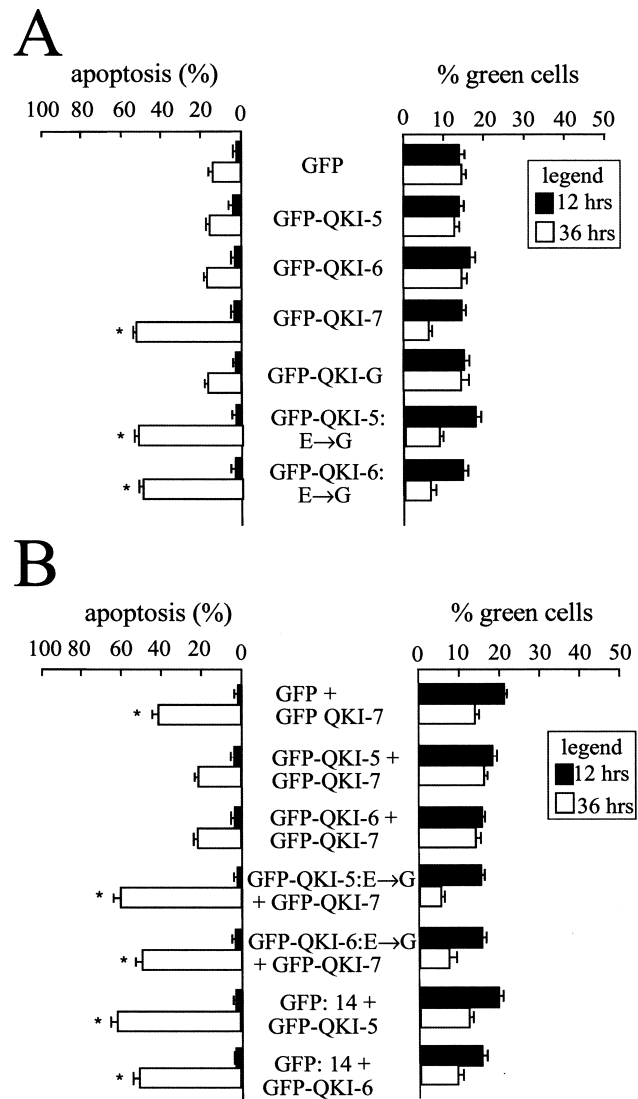 A
apoptosis (%)
% green cells
100 80 60 40 20 0
0 10 20 30 40 50
GFP
legend
12 hrs
36 hrs
GFP-QKI-5
GFP-QKI-6
* GFP-QKI-7
GFP-QKI-G
* GFP-QKI-5:
E→G
* GFP-QKI-6:
E→G
B
apoptosis (%)
% green cells
100 80 60 40 20 0
0 10 20 30 40 50
GFP +
* GFP QKI-7
legend
12 hrs
36 hrs
GFP-QKI-5 +
GFP-QKI-7
GFP-QKI-6 +
GFP-QKI-7
GFP-QKI-5:E→G
* + GFP-QKI-7
GFP-QKI-6:E→G
* + GFP-QKI-7
GFP: 14 +
* GFP-QKI-5
GFP: 14 +
* GFP-QKI-6